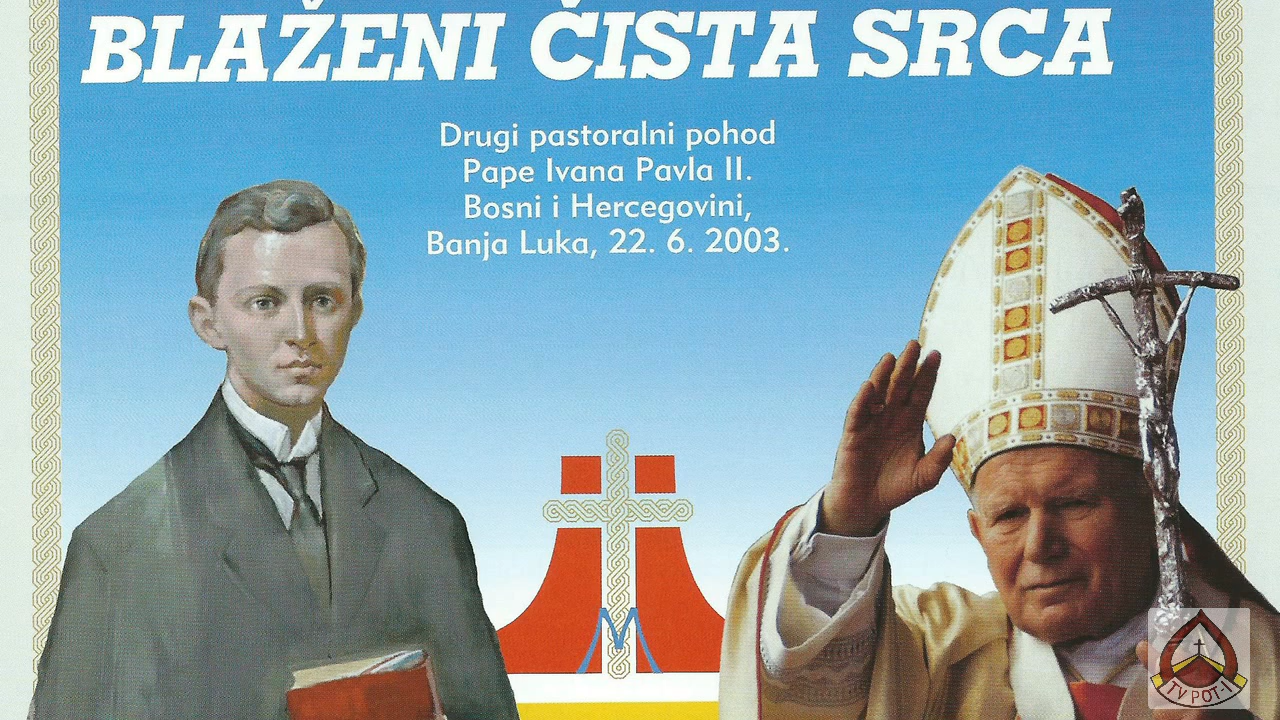 BLAŽENI ČISTA SRCA
Drugi pastoralni pohod
Pape Ivana Pavla II.
Bosni i Hercegovini,
Banja Luka, 22. 6. 2003.
M
TV POT-I